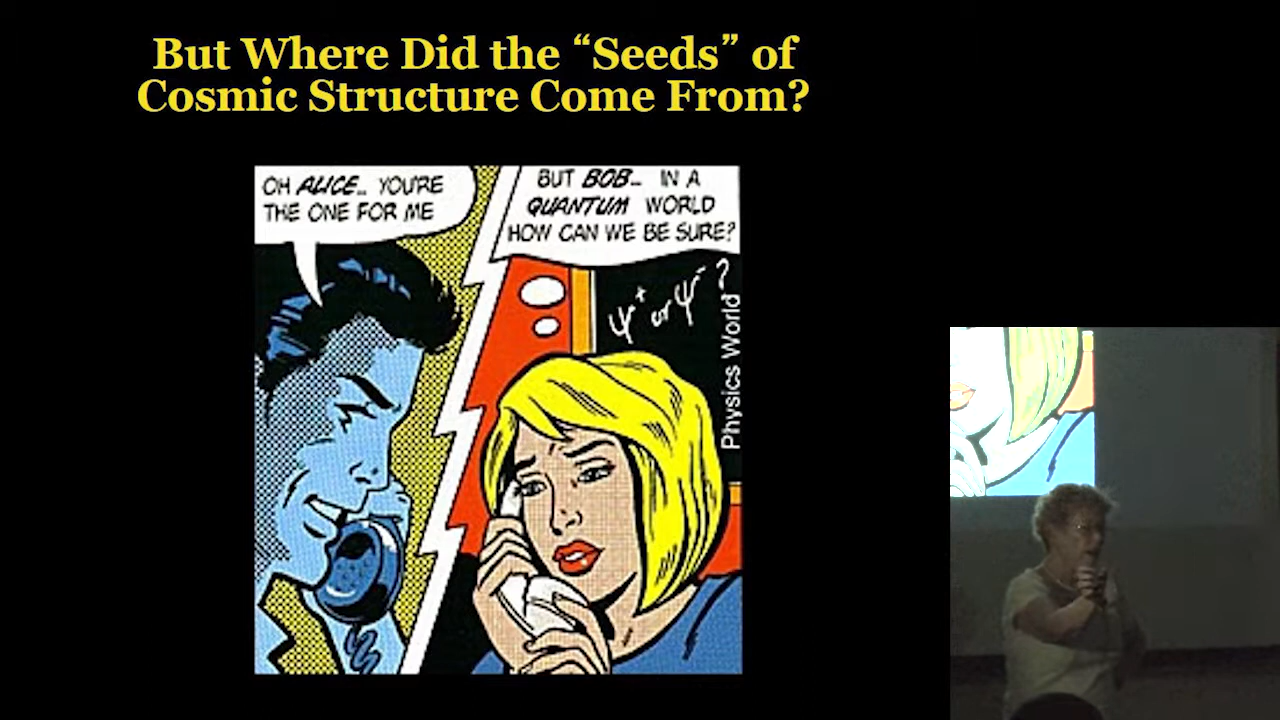 But Where Did the “Seeds” of
Cosmic Structure Come From?
OH ALICE... YOU'RE
THE ONE FOR ME
BUT BOB... IN A
QUANTUM WORLD
HOW CAN WE BE SURE?
Ψ⁺ or Ψ⁻ ?
Physics World